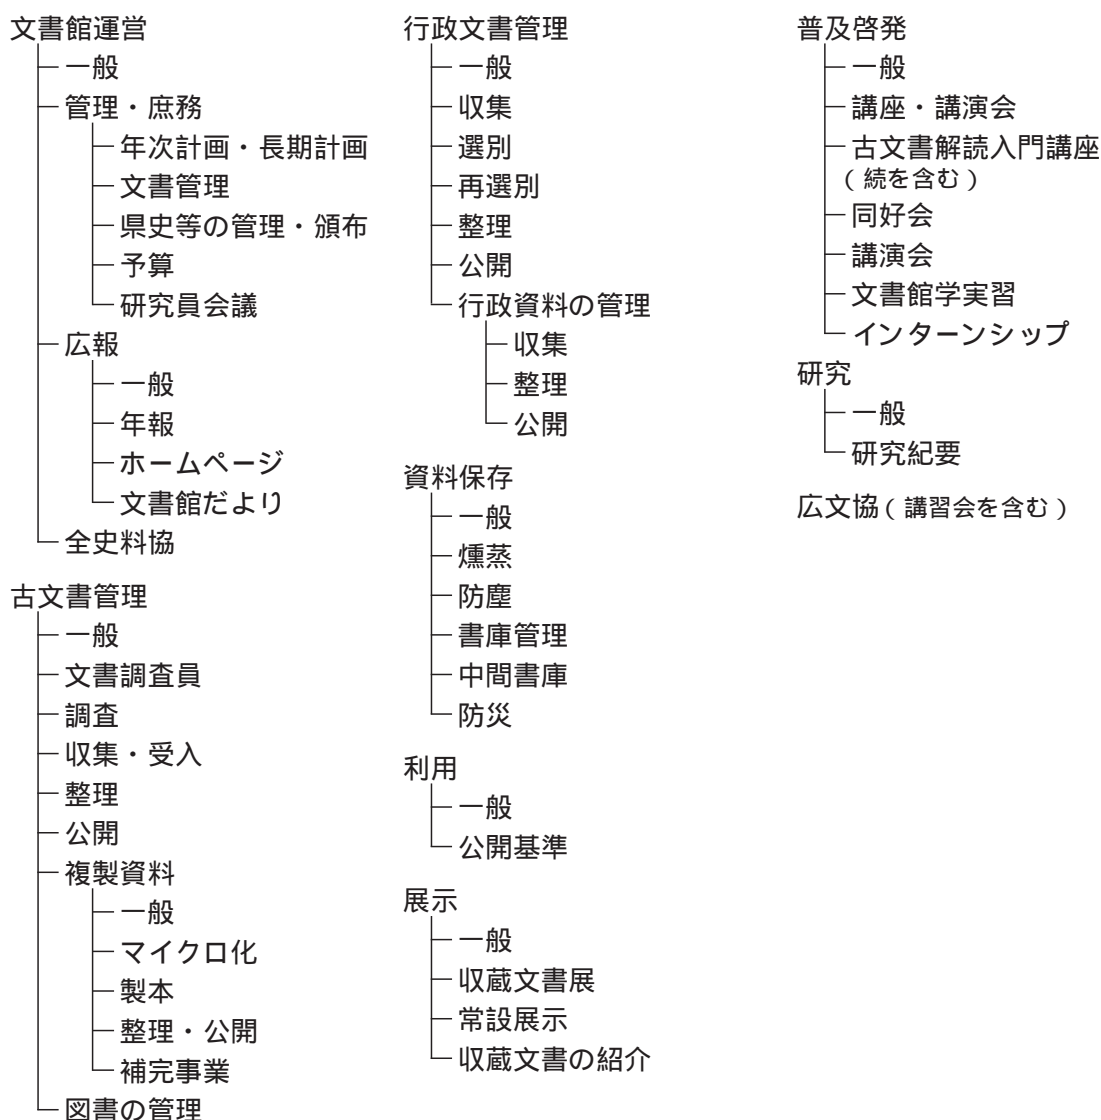 文書館運営
一般
管理・庶務
年次計画・長期計画
文書管理
県史等の管理・頒布
予算
研究員会議
広報
一般
年報
ホームページ
文書館だより
全史料協
古文書管理
一般
文書調査員
調査
収集・受入
整理
公開
複製資料
一般
マイクロ化
製本
整理・公開
補完事業
図書の管理
行政文書管理
一般
収集
選別
再選別
整理
公開
行政資料の管理
収集
整理
公開
資料保存
一般
燻蒸
防塵
書庫管理
中間書庫
防災
利用
一般
公開基準
展示
一般
収蔵文書展
常設展示
収蔵文書の紹介
普及啓発
一般
講座・講演会
古文書解読入門講座
(続を含む)
同好会
講演会
文書館学実習
インターンシップ
研究
一般
研究紀要
広文協(講習会を含む)